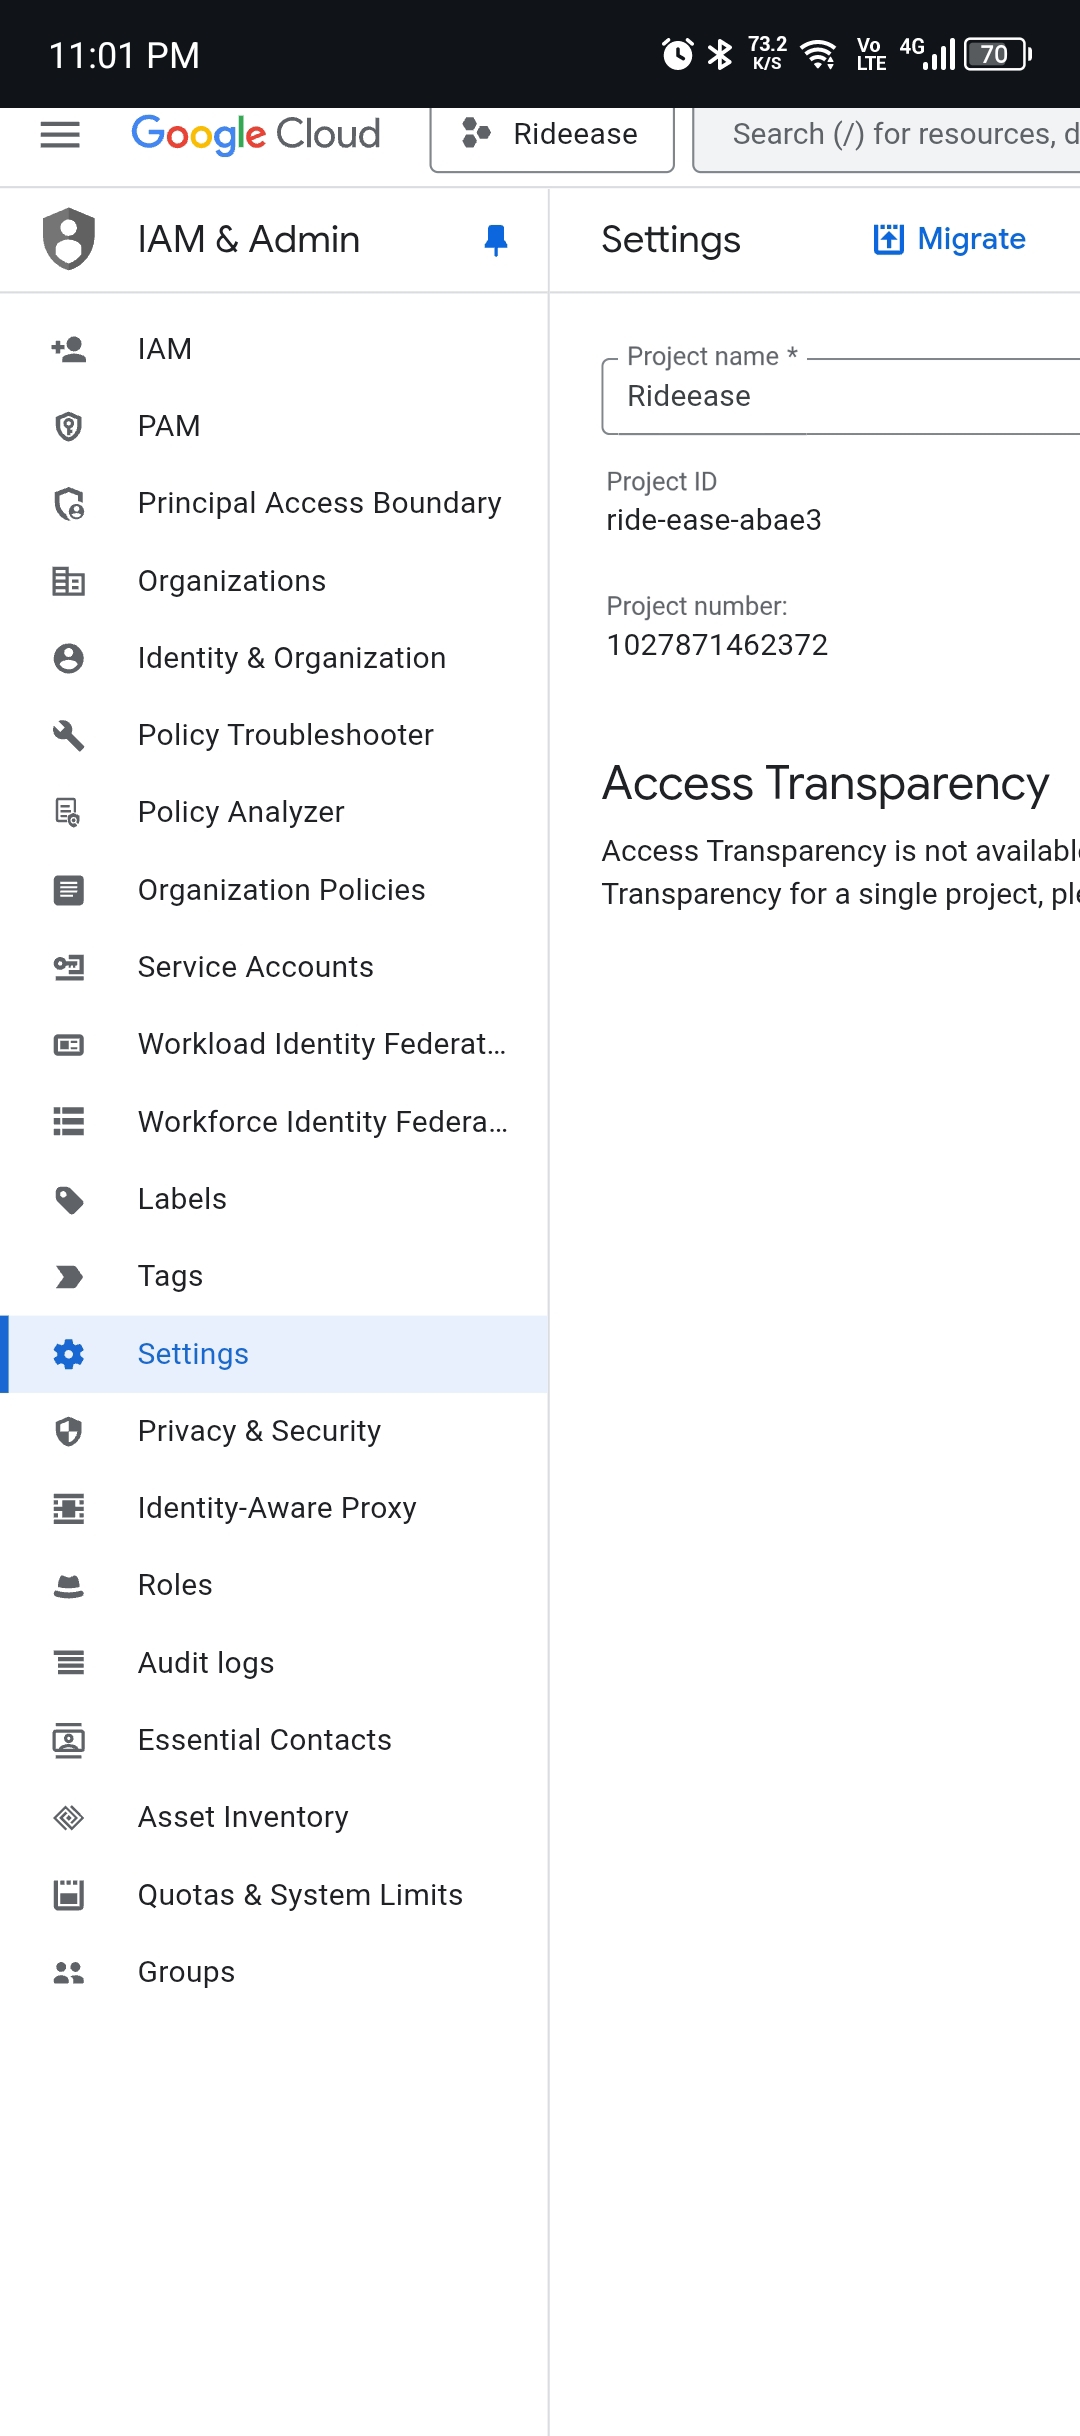 11:01 PM
73.2
K/S
Vo
LTE
4G
70
Google Cloud
Rideease
Search (/) for resources, d
IAM & Admin
Settings
Migrate
IAM
PAM
Principal Access Boundary
Organizations
Identity & Organization
Policy Troubleshooter
Policy Analyzer
Organization Policies
Service Accounts
Workload Identity Federat...
Workforce Identity Federa...
Labels
Tags
Settings
Privacy & Security
Identity-Aware Proxy
Roles
Audit logs
Essential Contacts
Asset Inventory
Quotas & System Limits
Groups
Project name *
Rideease
Project ID
ride-ease-abae3
Project number:
1027871462372
Access Transparency
Access Transparency is not availabl
Transparency for a single project, ple